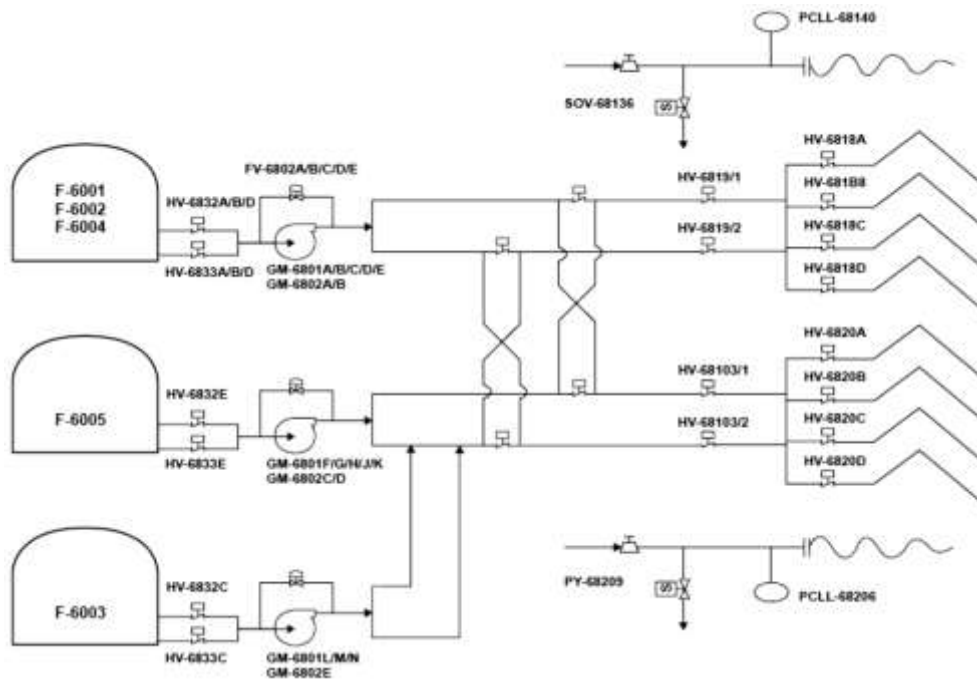 PCLL-68140
SOV-68136
HV-6818A
FV-6802A/B/C/D/E
F-6001
F-6002
F-6004
HV-6832A/B/D
HV-6819/1
HV-681B8
HV-6819/2
HV-6818C
HV-6833A/B/D
GM-6801A/B/C/D/E
GM-6802A/B
HV-6818D
HV-6820A
HV-6832E
HV-68103/1
HV-6820B
F-6005
HV-68103/2
HV-6820C
HV-6833E
GM-6801F/G/H/J/K
GM-6802C/D
HV-6820D
PY-68209
HV-6832C
PCLL-68206
F-6003
HV-6833C
GM-6801L/M/N
GM-6802E